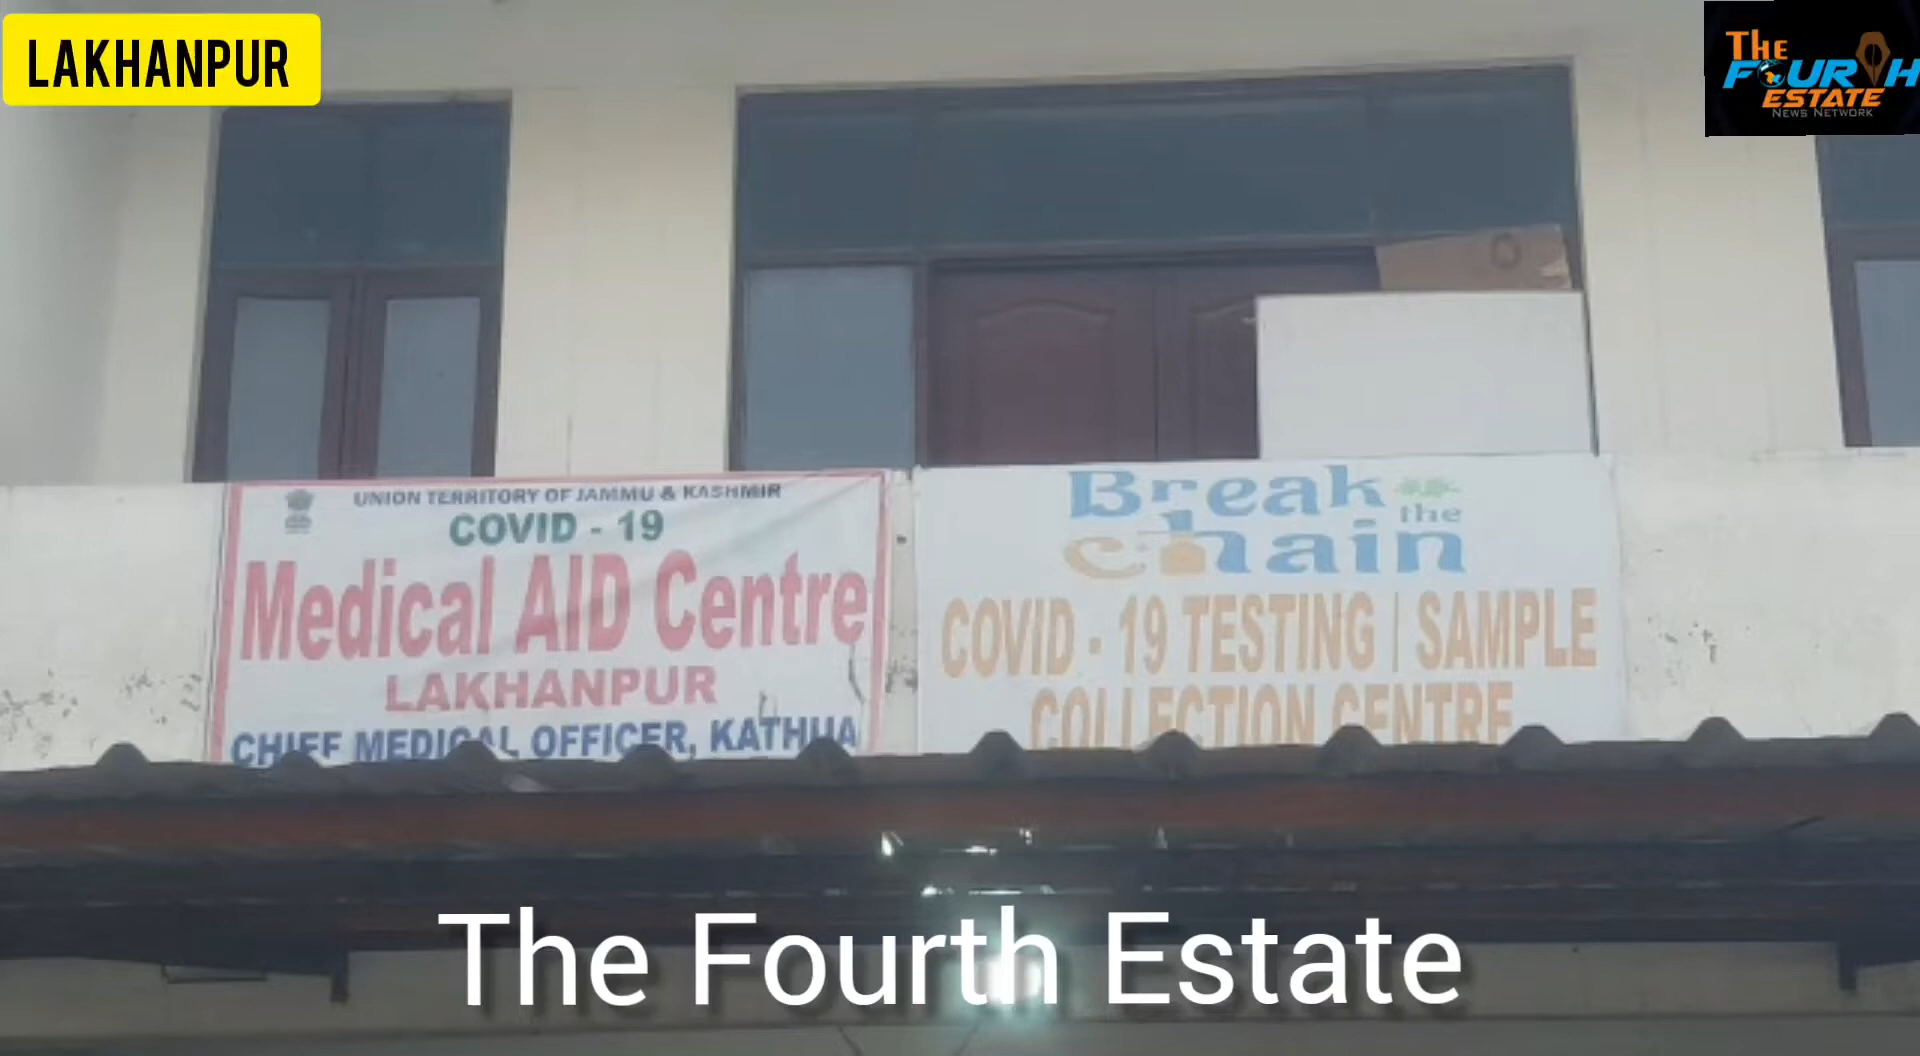 LAKHANPUR
THE
FOURTH
ESTATE
NEWS NETWORK
UNION TERRITORY OF JAMMU & KASHMIR
COVID - 19
Medical AID Centre
LAKHANPUR
CHIEF MEDICAL OFFICER, KATHUA
Break
the
chain
COVID - 19 TESTING | SAMPLE
COLLECTION CENTRE
The Fourth Estate